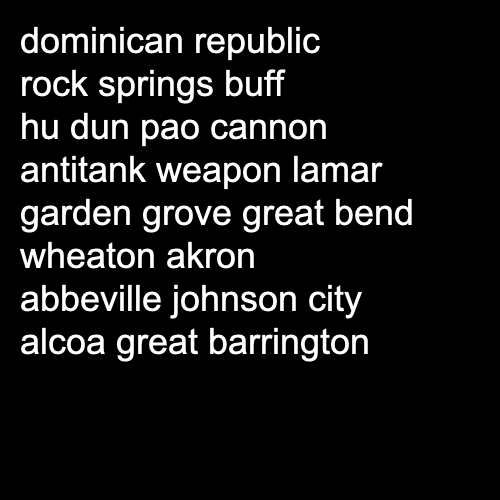 dominican republic
rock springs buff
hu dun pao cannon
antitank weapon lamar
garden grove great bend
wheaton akron
abbeville johnson city
alcoa great barrington